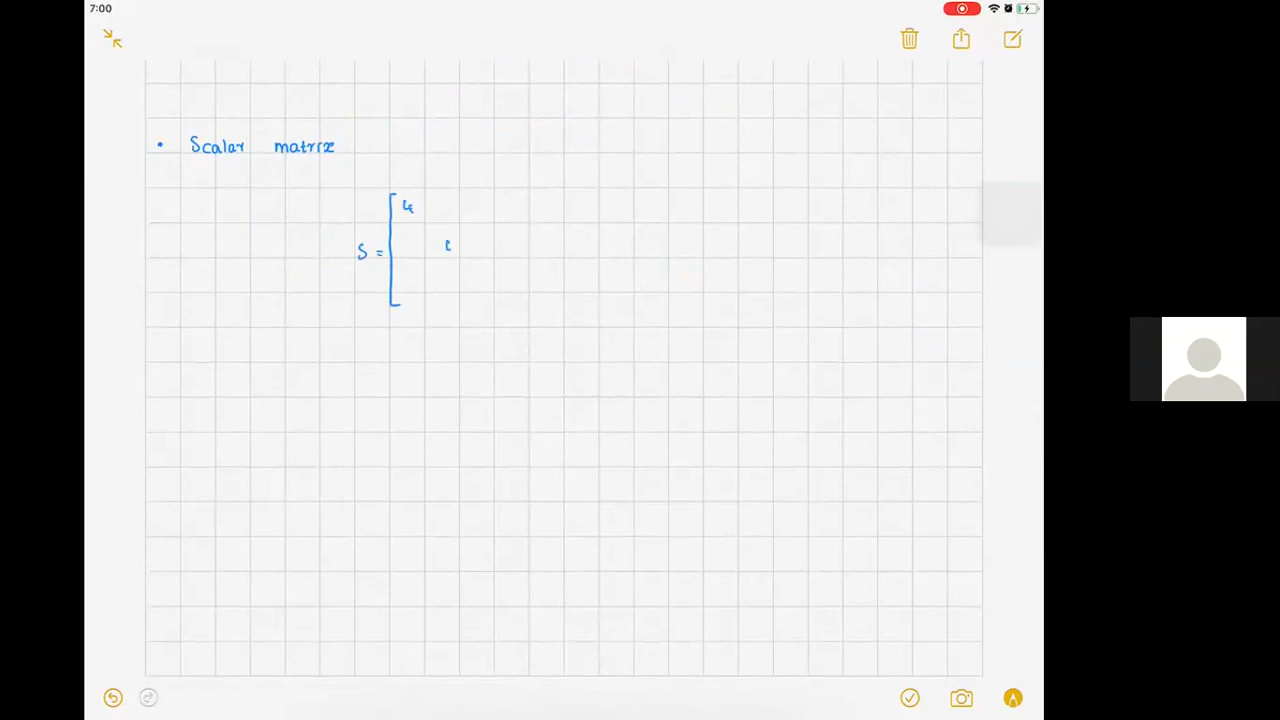 7:00
• Scalar matrix
4
S = [